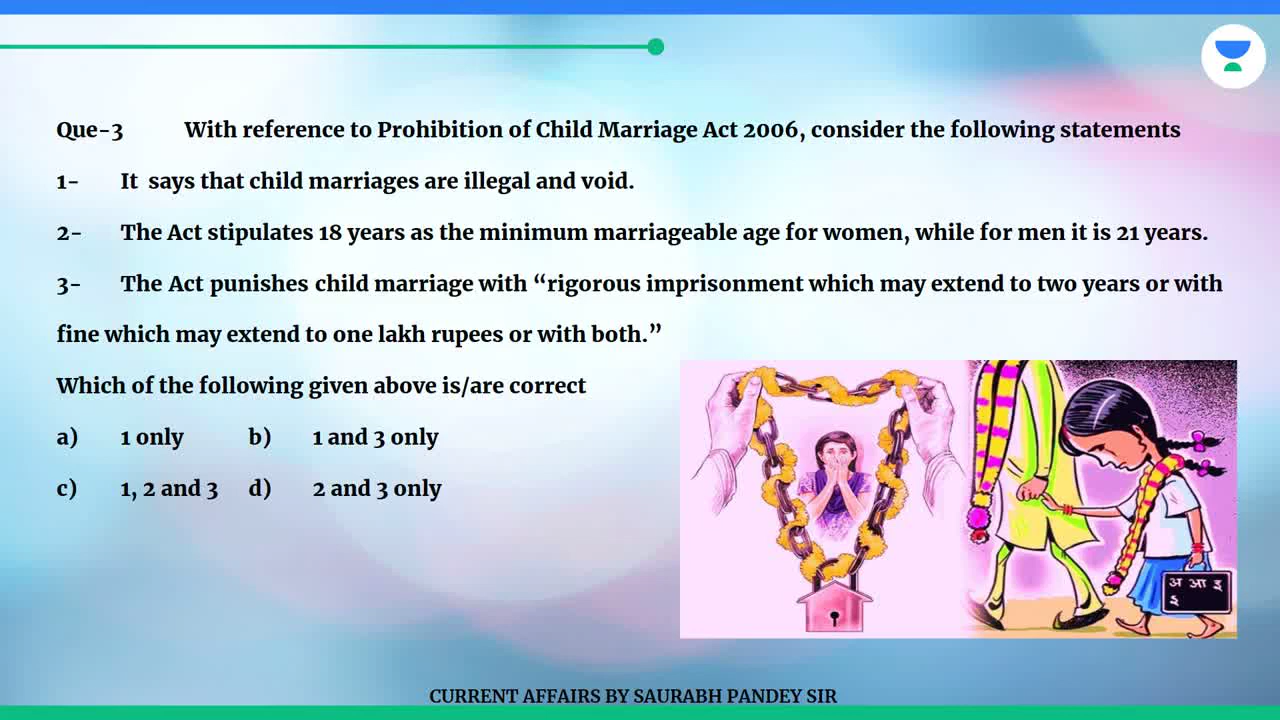 Que-3 With reference to Prohibition of Child Marriage Act 2006, consider the following statements
1- It says that child marriages are illegal and void.
2- The Act stipulates 18 years as the minimum marriageable age for women, while for men it is 21 years.
3- The Act punishes child marriage with “rigorous imprisonment which may extend to two years or with
fine which may extend to one lakh rupees or with both.”
Which of the following given above is/are correct
a) 1 only b) 1 and 3 only
c) 1, 2 and 3 d) 2 and 3 only
अ आ इ
इ
CURRENT AFFAIRS BY SAURABH PANDEY SIR